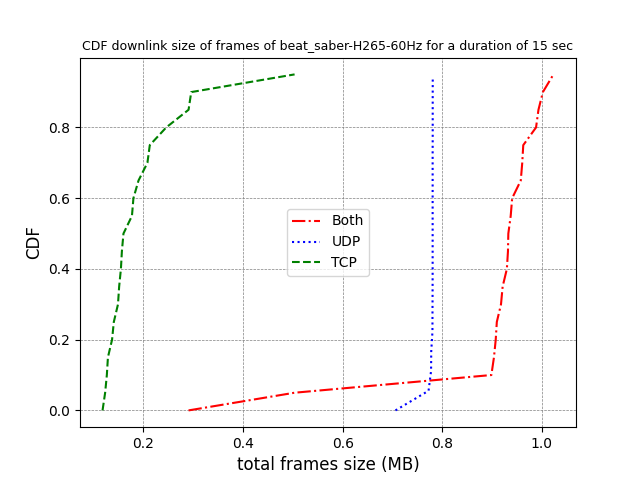 CDF downlink size of frames of beat_saber-H265-60Hz for a duration of 15 sec
CDF
0.8
0.6
0.4
0.2
0.0
Both
UDP
TCP
0.2 0.4 0.6 0.8 1.0
total frames size (MB)